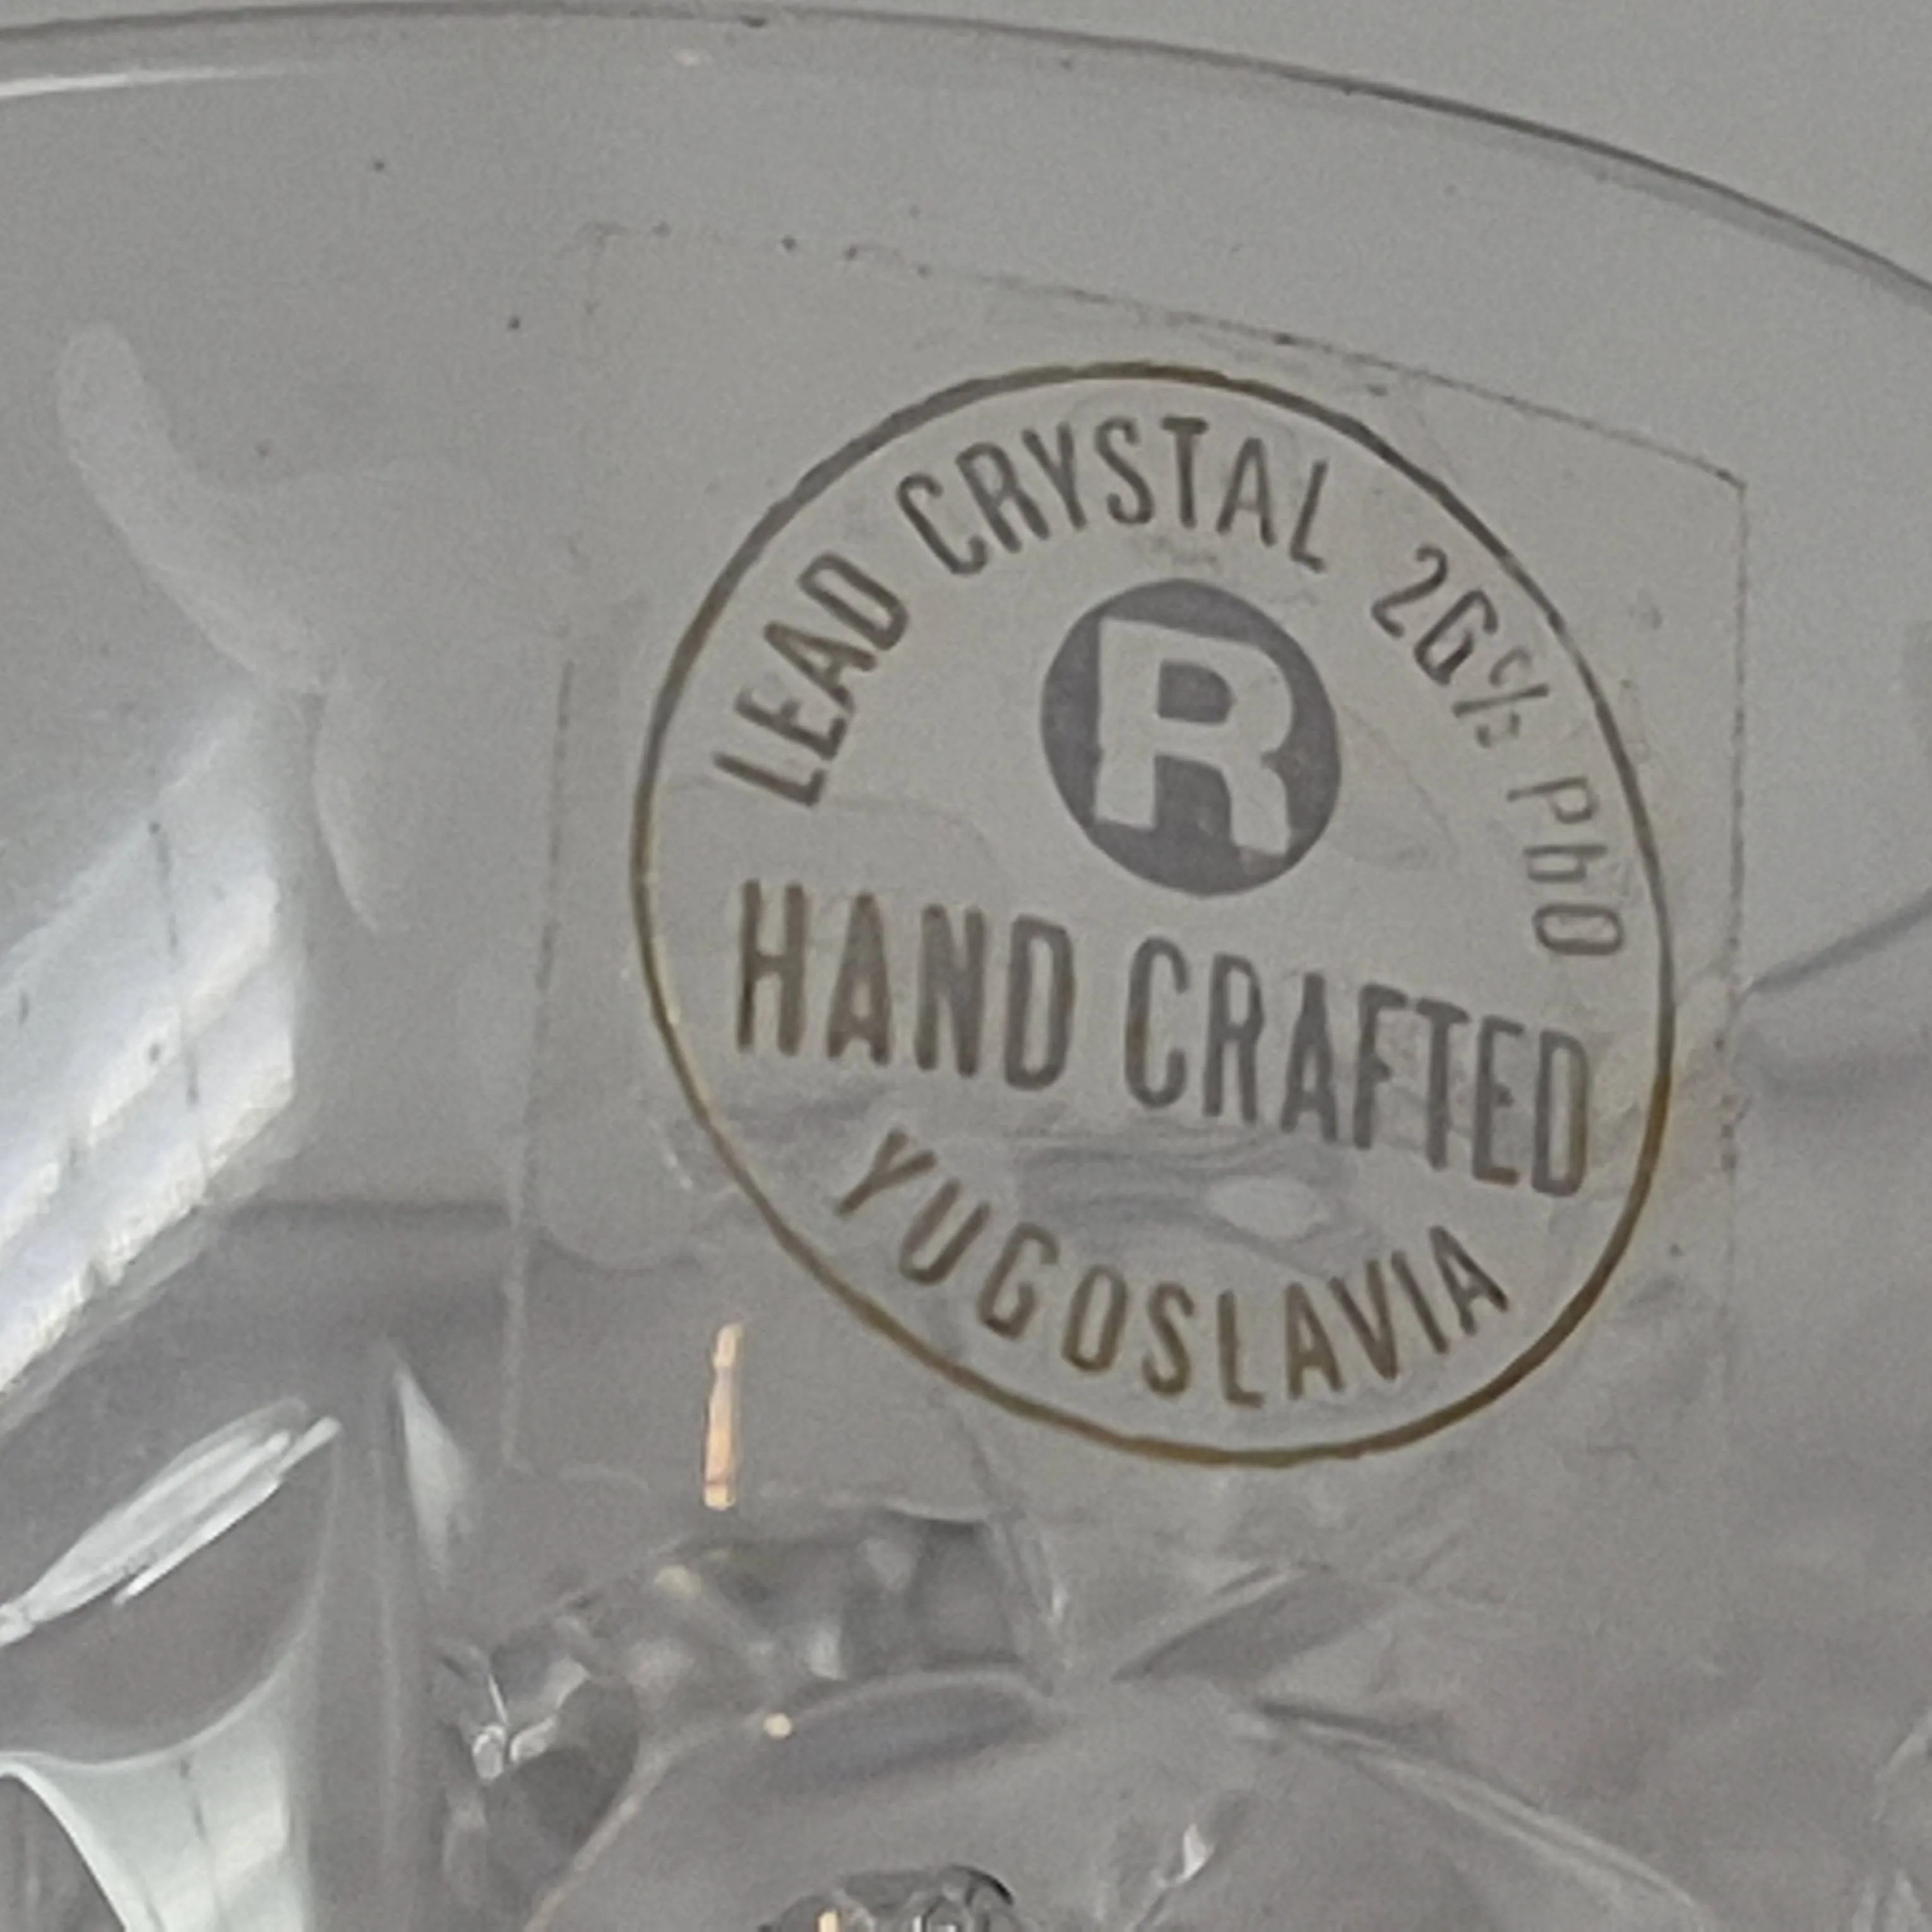 LEAD CRYSTAL 26% PbO
R
HAND CRAFTED
YUGOSLAVIA